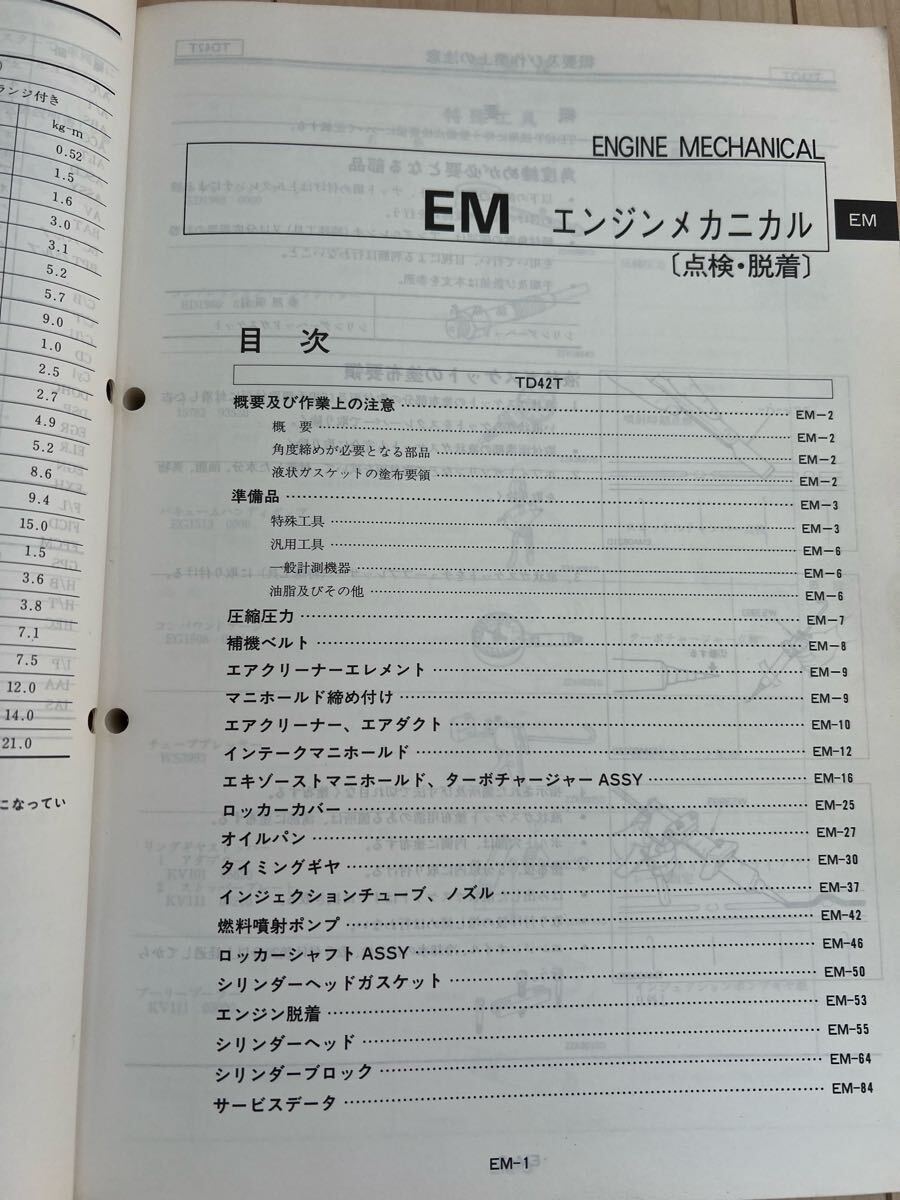 ランジ付き
kg-m
0.52
1.5
1.6
3.0
3.1
5.2
5.7
9.0
1.0
2.5
2.7
4.9
5.2
8.6
9.4
15.0
1.5
3.6
3.8
7.1
7.5
12.0
14.0
21.0
になってい
ENGINE MECHANICAL
EM エンジンメカニカル
EM
〔点検・脱着〕
目 次
TD42T
概要及び作業上の注意 EM-2
概 要 EM-2
角度締めが必要となる部品 EM-2
液状ガスケットの塗布要領 EM-2
準備品 EM-3
特殊工具 EM-3
汎用工具 EM-6
一般計測機器 EM-6
油脂及びその他 EM-6
圧縮圧力 EM-7
補機ベルト EM-8
エアクリーナーエレメント EM-9
マニホールド締め付け EM-9
エアクリーナー、エアダクト EM-10
インテークマニホールド EM-12
エキゾーストマニホールド、ターボチャージャー ASSY EM-16
ロッカーカバー EM-25
オイルパン EM-27
タイミングギヤ EM-30
インジェクションチューブ、ノズル EM-37
燃料噴射ポンプ EM-42
ロッカーシャフト ASSY EM-46
シリンダーヘッドガスケット EM-50
エンジン脱着 EM-53
シリンダーヘッド EM-55
シリンダーブロック EM-64
サービスデータ EM-84
EM-1